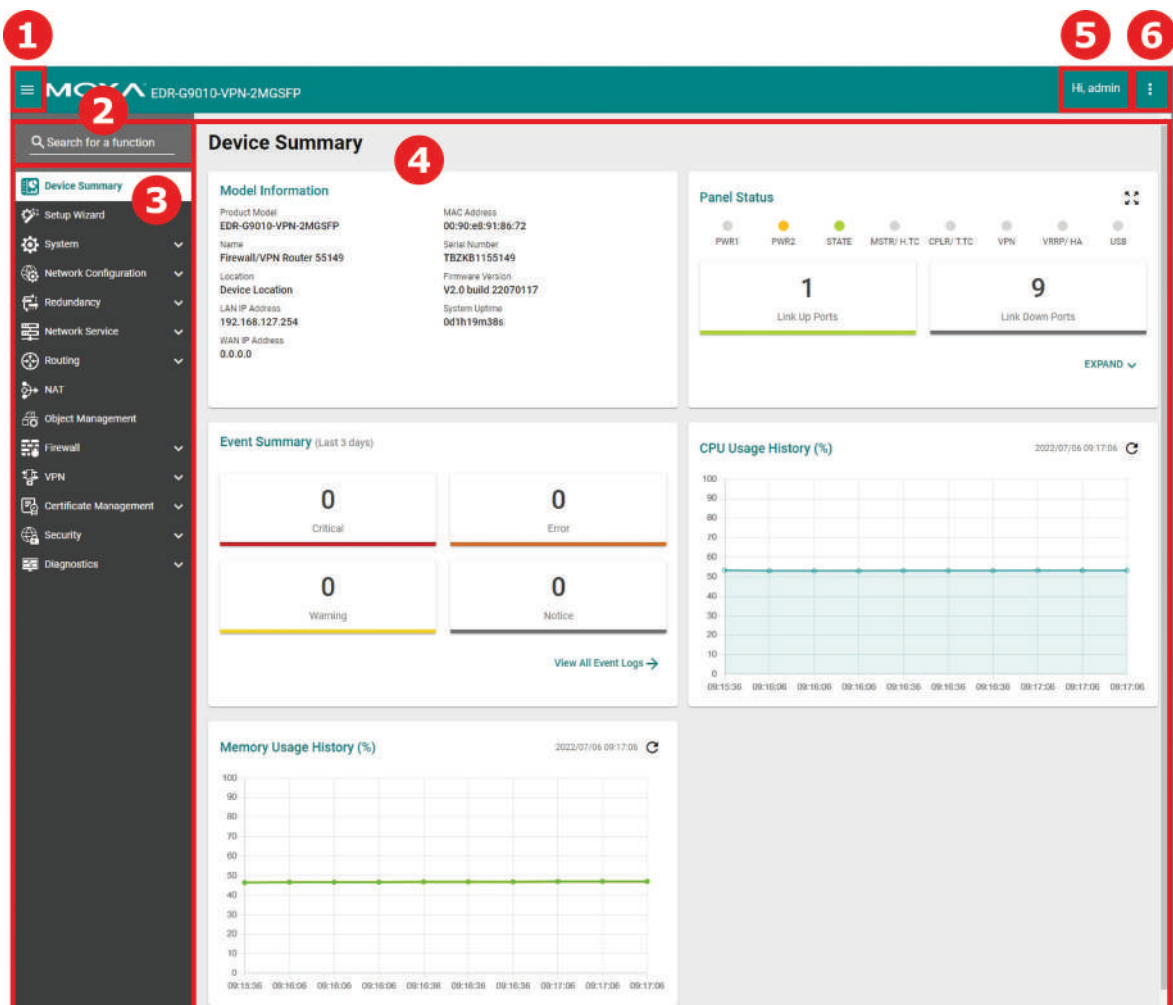 1
5
6
MOXA EDR-G9010-VPN-2MGSFP
Hi, admin
2
Search for a function
Device Summary
3
Setup Wizard
System
Network Configuration
Redundancy
Network Service
Routing
NAT
Object Management
Firewall
VPN
Certificate Management
Security
Diagnostics
Device Summary
4
Model Information
Product Model
EDR-G9010-VPN-2MGSFP
Name
Firewall/VPN Router 55149
Location
Device Location
LAN IP Address
192.168.127.254
WAN IP Address
0.0.0.0
MAC Address
00:90:e8:91:86:72
Serial Number
TBZKB1155149
Firmware Version
V2.0 build 22070117
System Uptime
0d1h19m38s
Panel Status
PWR1 PWR2 STATE MSTR/ H.TC CPLR/ T.TC VPN VRRP/ HA USB
1
Link Up Ports
9
Link Down Ports
EXPAND
Event Summary (Last 3 days)
0
Critical
0
Error
0
Warning
0
Notice
View All Event Logs
CPU Usage History (%)
2022/07/06 09:17:06
100
90
80
70
60
50
40
30
20
10
0
09:15:36 09:16:06 09:16:06 09:16:06 09:16:36 09:16:36 09:16:36 09:17:06 09:17:06 09:17:06
Memory Usage History (%)
2022/07/06 09:17:06
100
90
80
70
60
50
40
30
20
10
0
09:15:36 09:16:06 09:16:06 09:16:06 09:16:36 09:16:36 09:16:36 09:17:06 09:17:06 09:17:06